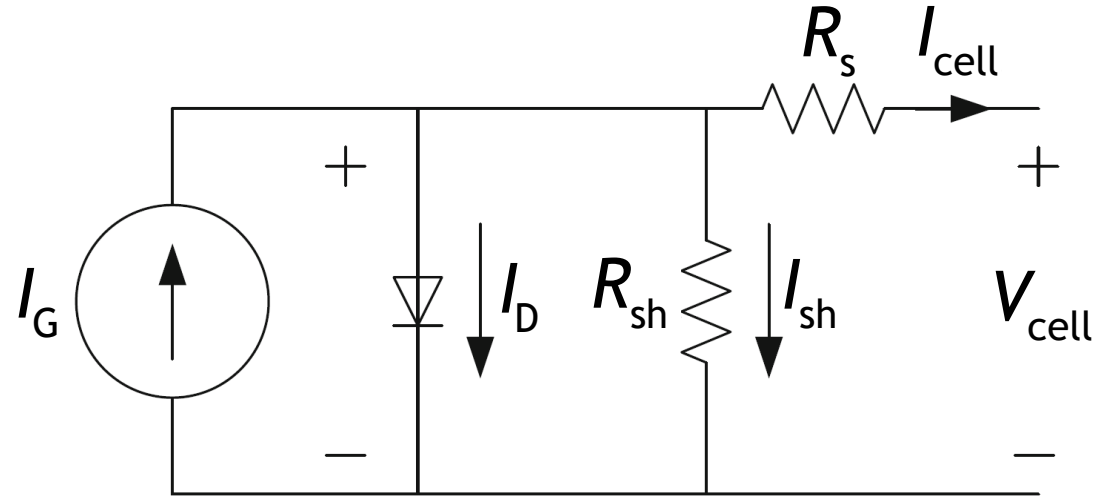 Rs Icell
+ +
IG ID Rsh Ish Vcell
− −